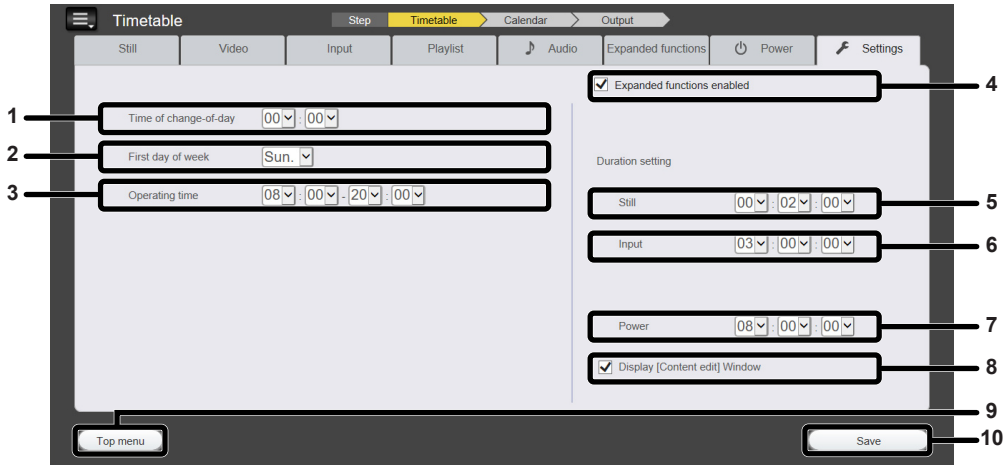 Timetable Step Timetable Calendar Output
Still Video Input Playlist Audio Expanded functions Power Settings
Expanded functions enabled 4
1 Time of change-of-day 00 : 00
2 First day of week Sun.
Duration setting
3 Operating time 08 : 00 - 20 : 00
Still 00 : 02 : 00 5
Input 03 : 00 : 00 6
Power 08 : 00 : 00 7
Display [Content edit] Window 8
9
Top menu Save 10